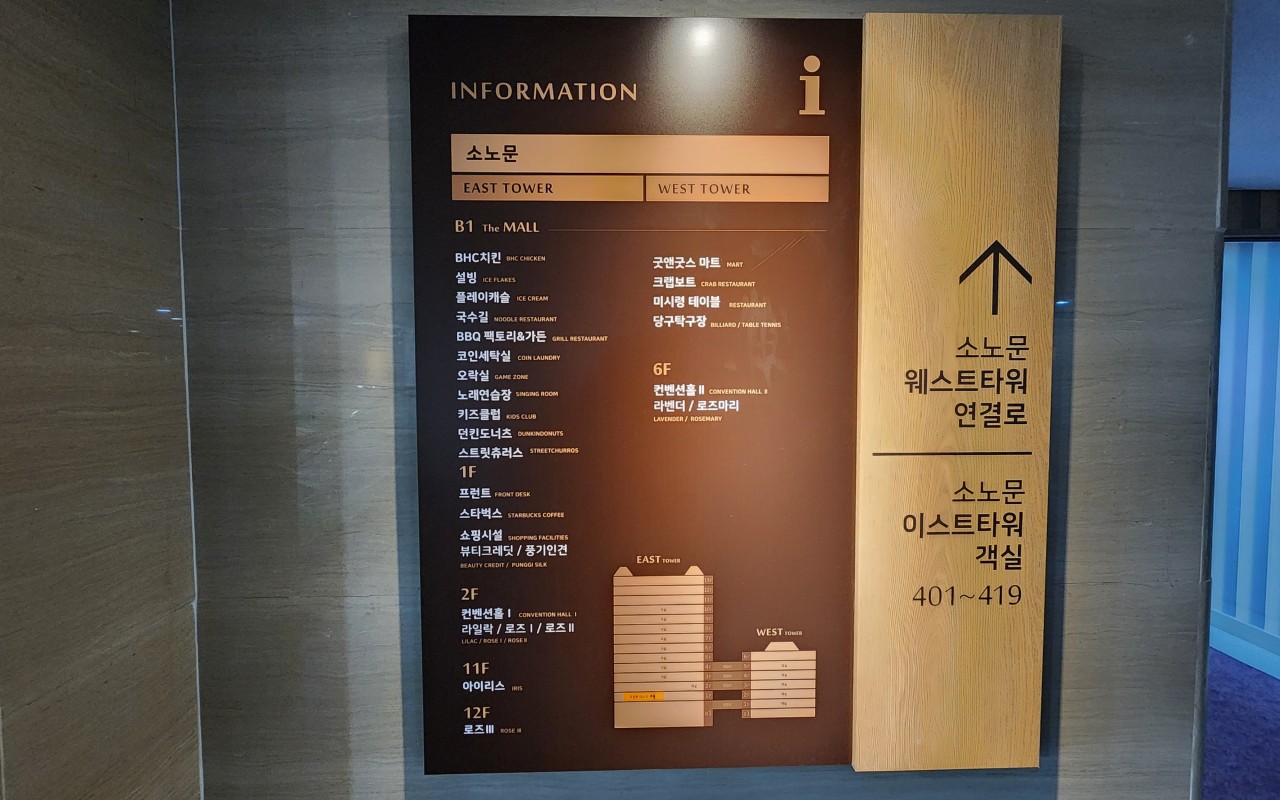 INFORMATION
i
소노문
EAST TOWER
WEST TOWER
B1 The MALL
BHC치킨 BHC CHICKEN
설빙 ICE FLAKES
플레이캐슬 ICE CREAM
국수길 NOODLE RESTAURANT
BBQ 팩토리&가든 GRILL RESTAURANT
코인세탁실 COIN LAUNDRY
오락실 GAME ZONE
노래연습장 SINGING ROOM
키즈클럽 KIDS CLUB
던킨도너츠 DUNKINDONUTS
스트릿츄러스 STREETCHURROS
1F
프런트 FRONT DESK
스타벅스 STARBUCKS COFFEE
쇼핑시설 SHOPPING FACILITIES
뷰티크레딧 / 풍기인견
BEAUTY CREDIT / PUNGGI SILK
2F
컨벤션홀 Ⅰ CONVENTION HALL Ⅰ
라일락 / 로즈Ⅰ / 로즈Ⅱ
LILAC / ROSE Ⅰ / ROSE Ⅱ
11F
아이리스 IRIS
12F
로즈Ⅲ ROSE Ⅲ
굿앤굿스 마트 MART
크랩보트 CRAB RESTAURANT
미시령 테이블 RESTAURANT
당구탁구장 BILLIARD / TABLE TENNIS
6F
컨벤션홀Ⅱ CONVENTION HALL Ⅱ
라벤더 / 로즈마리
LAVENDER / ROSEMARY
EAST TOWER
WEST TOWER
소노문
웨스트타워
연결로
소노문
이스트타워
객실
401~419